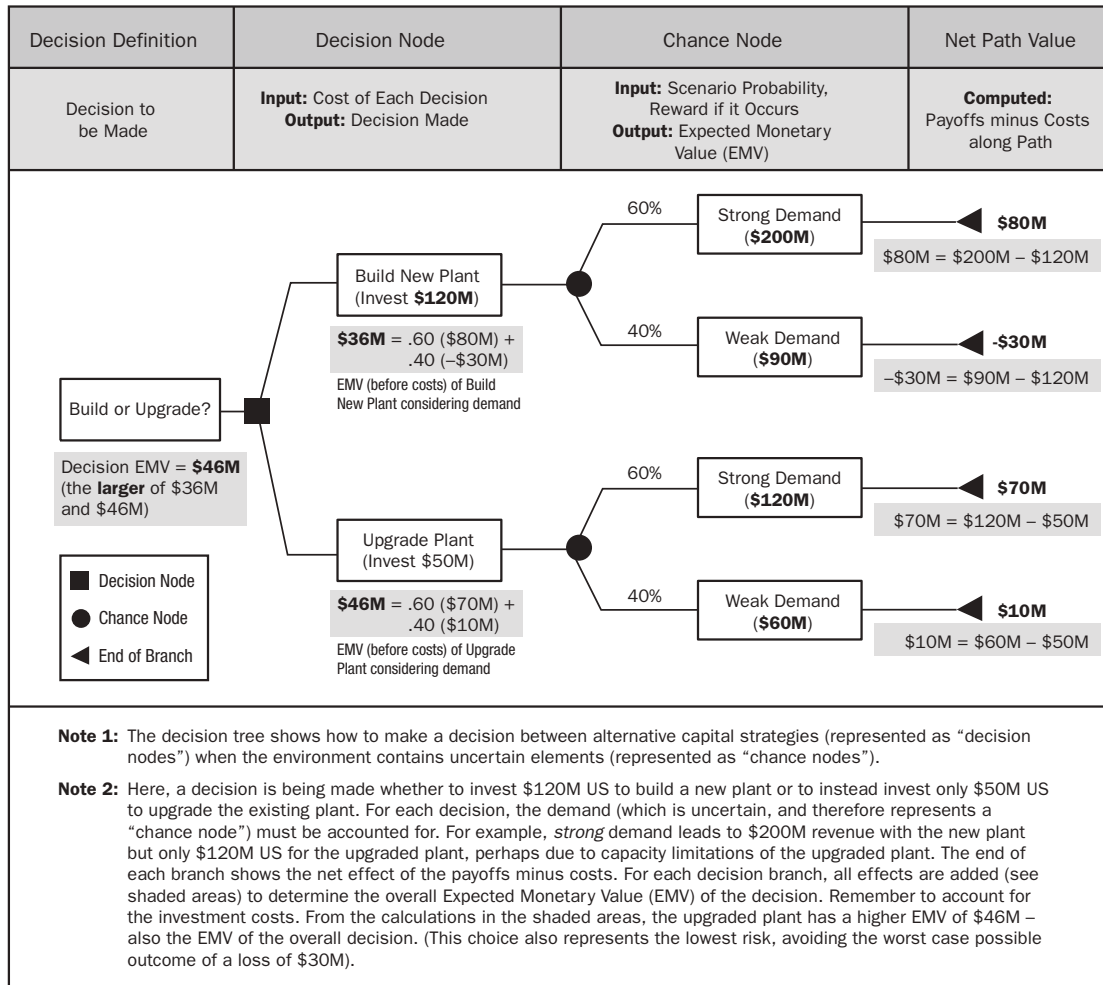 Decision Definition
Decision Node
Chance Node
Net Path Value
Decision to
be Made
Input: Cost of Each Decision
Output: Decision Made
Input: Scenario Probability,
Reward if it Occurs
Output: Expected Monetary
Value (EMV)
Computed:
Payoffs minus Costs
along Path
Build or Upgrade?
Decision EMV = $46M
(the larger of $36M
and $46M)
Decision Node
Chance Node
End of Branch
Build New Plant
(Invest $120M)
$36M = .60 ($80M) +
.40 (–$30M)
EMV (before costs) of Build
New Plant considering demand
Upgrade Plant
(Invest $50M)
$46M = .60 ($70M) +
.40 ($10M)
EMV (before costs) of Upgrade
Plant considering demand
60%
Strong Demand
($200M)
$80M
$80M = $200M – $120M
40%
Weak Demand
($90M)
-$30M
–$30M = $90M – $120M
60%
Strong Demand
($120M)
$70M
$70M = $120M – $50M
40%
Weak Demand
($60M)
$10M
$10M = $60M – $50M
Note 1: The decision tree shows how to make a decision between alternative capital strategies (represented as “decision
nodes”) when the environment contains uncertain elements (represented as “chance nodes”).
Note 2: Here, a decision is being made whether to invest $120M US to build a new plant or to instead invest only $50M US
to upgrade the existing plant. For each decision, the demand (which is uncertain, and therefore represents a
“chance node”) must be accounted for. For example, strong demand leads to $200M revenue with the new plant
but only $120M US for the upgraded plant, perhaps due to capacity limitations of the upgraded plant. The end of
each branch shows the net effect of the payoffs minus costs. For each decision branch, all effects are added (see
shaded areas) to determine the overall Expected Monetary Value (EMV) of the decision. Remember to account for
the investment costs. From the calculations in the shaded areas, the upgraded plant has a higher EMV of $46M –
also the EMV of the overall decision. (This choice also represents the lowest risk, avoiding the worst case possible
outcome of a loss of $30M).